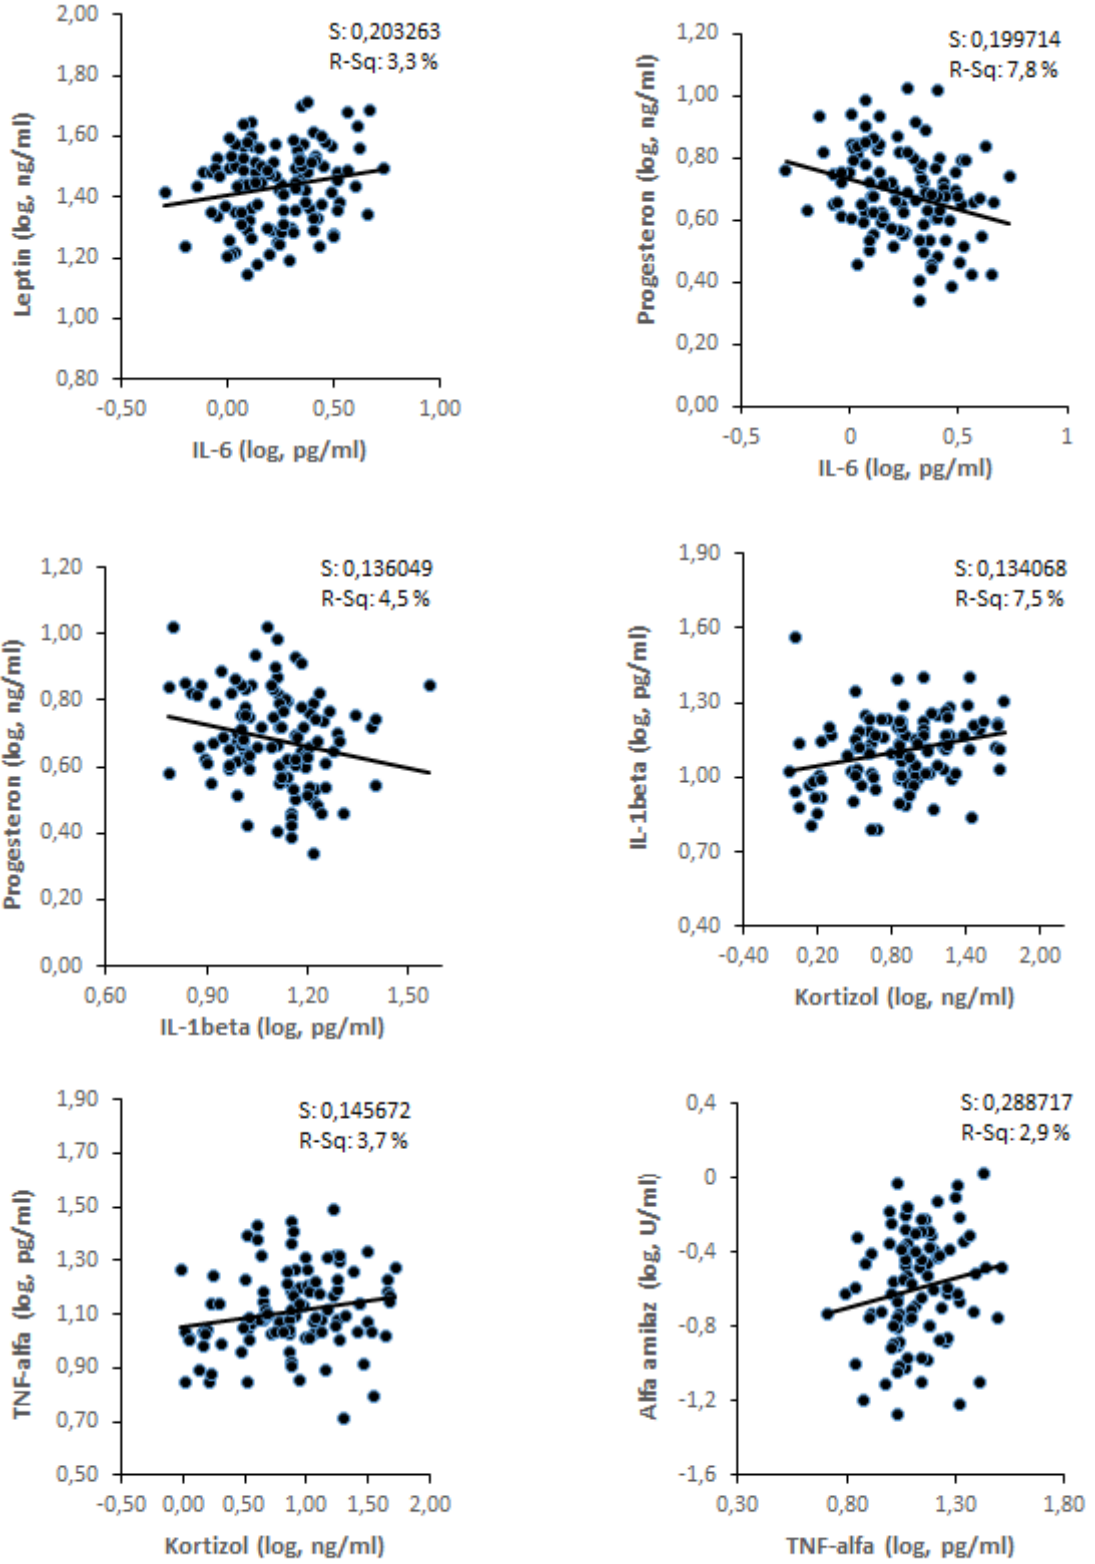 S: 0,203263
R-Sq: 3,3 %
2,00
1,80
1,60
1,40
1,20
1,00
0,80
Leptin (log, ng/ml)
-0,50 0,00 0,50 1,00
IL-6 (log, pg/ml)
S: 0,199714
R-Sq: 7,8 %
1,20
1,00
0,80
0,60
0,40
0,20
0,00
Progesteron (log, ng/ml)
-0,5 0 0,5 1
IL-6 (log, pg/ml)
S: 0,136049
R-Sq: 4,5 %
1,20
1,00
0,80
0,60
0,40
0,20
0,00
Progesteron (log, ng/ml)
0,60 0,90 1,20 1,50
IL-1beta (log, pg/ml)
S: 0,134068
R-Sq: 7,5 %
1,90
1,60
1,30
1,00
0,70
0,40
IL-1beta (log, pg/ml)
-0,40 0,20 0,80 1,40 2,00
Kortizol (log, ng/ml)
S: 0,145672
R-Sq: 3,7 %
1,90
1,70
1,50
1,30
1,10
0,90
0,70
0,50
TNF-alfa (log, pg/ml)
-0,50 0,00 0,50 1,00 1,50 2,00
Kortizol (log, ng/ml)
S: 0,288717
R-Sq: 2,9 %
0,4
0
-0,4
-0,8
-1,2
-1,6
Alfa amilaz (log, U/ml)
0,30 0,80 1,30 1,80
TNF-alfa (log, pg/ml)